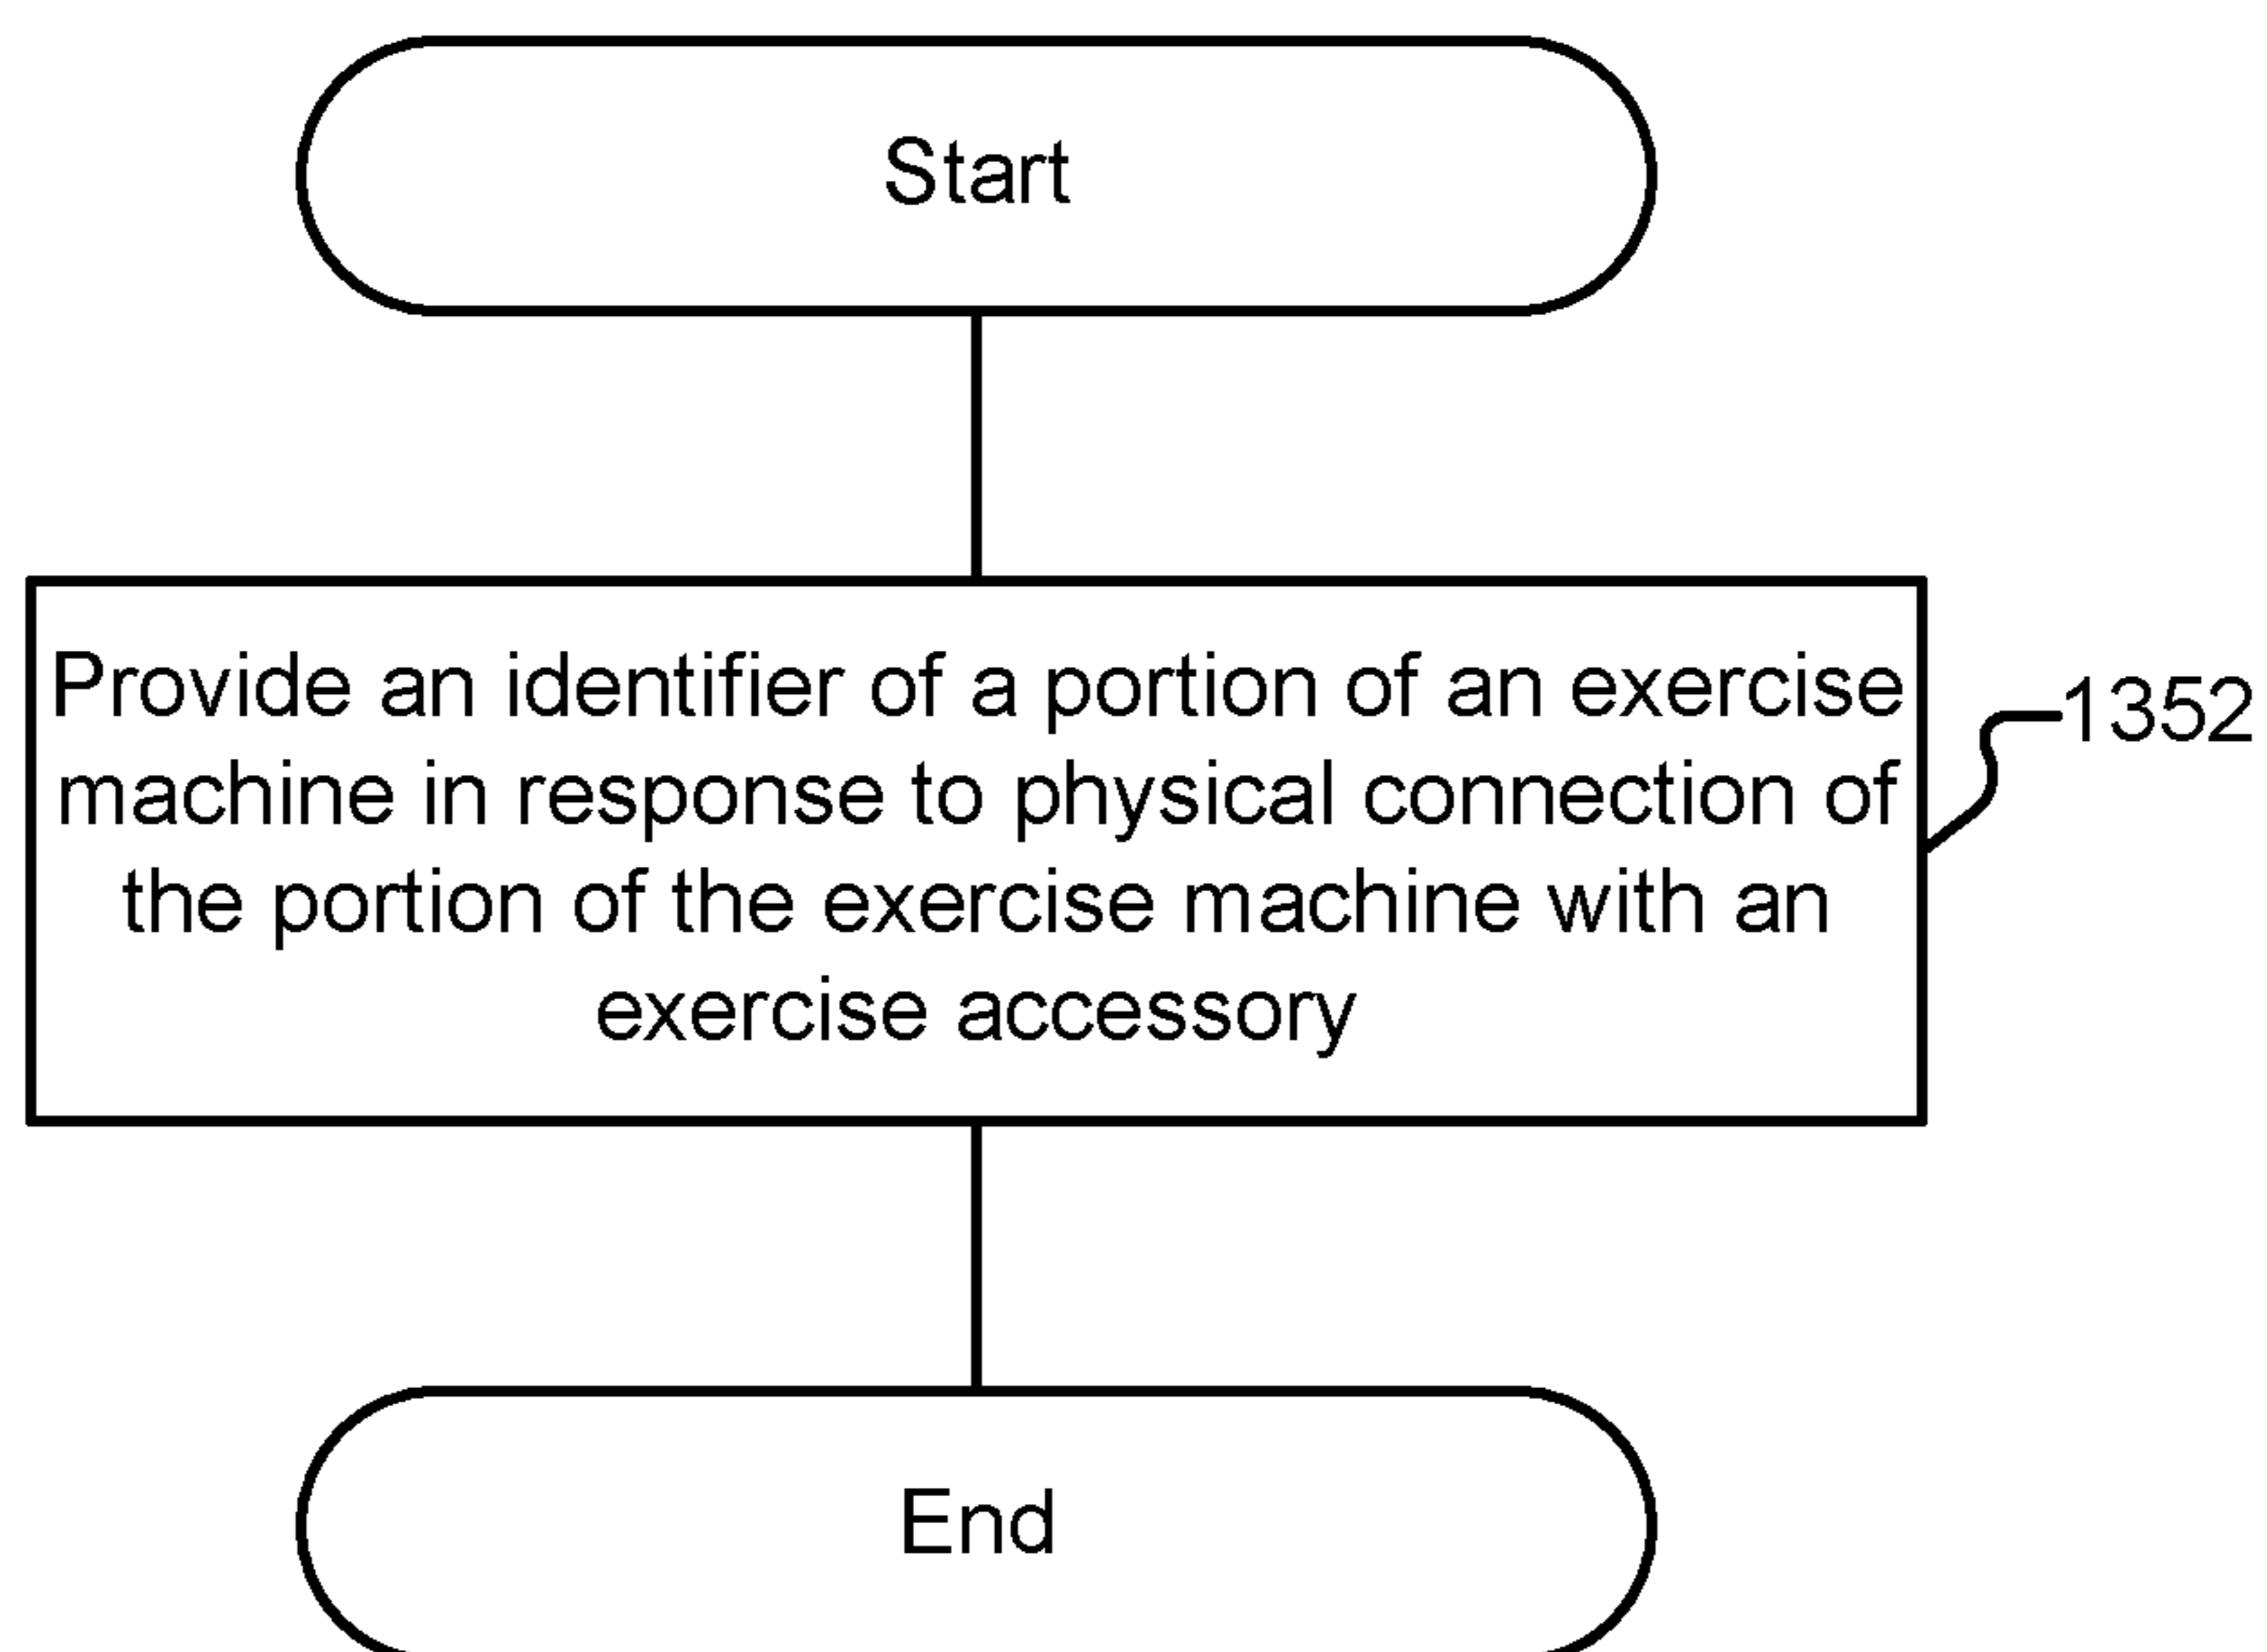 Start
Provide an identifier of a portion of an exercise
machine in response to physical connection of
the portion of the exercise machine with an
exercise accessory
1352
End